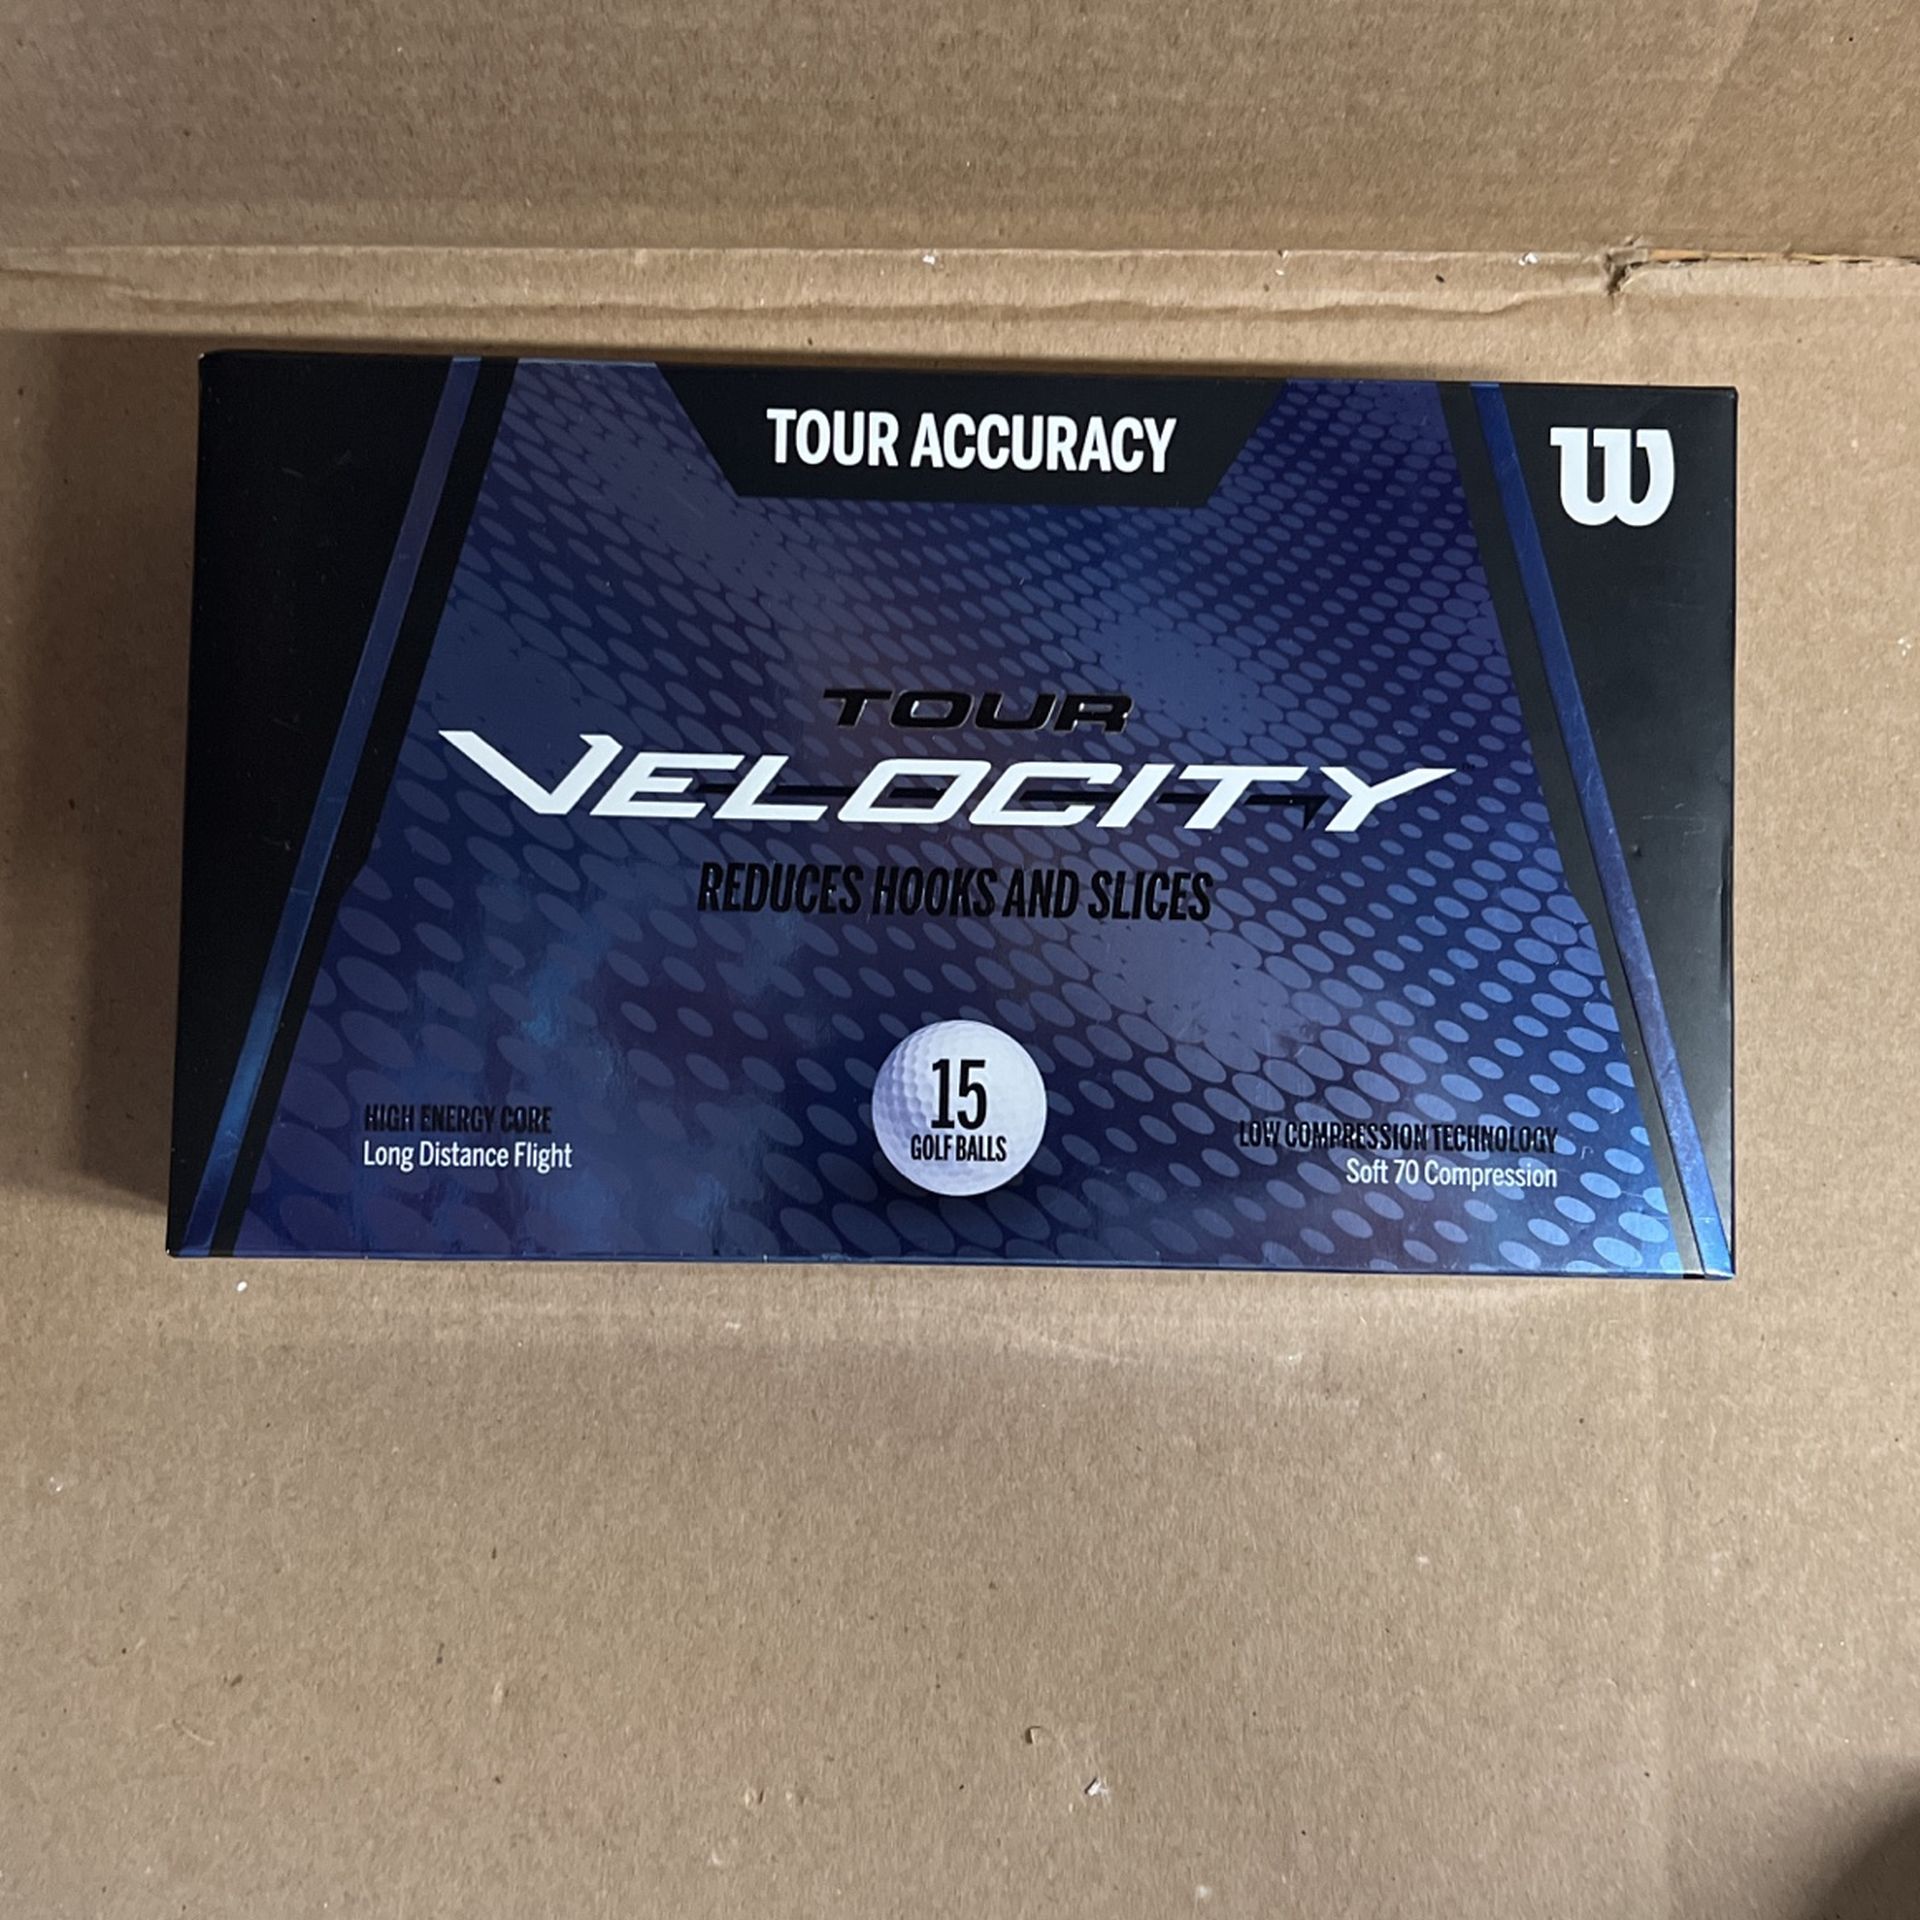 TOUR ACCURACY
W
TOUR
VELOCITY™
REDUCES HOOKS AND SLICES
15
GOLF BALLS
HIGH ENERGY CORE
Long Distance Flight
LOW COMPRESSION TECHNOLOGY
Soft 70 Compression